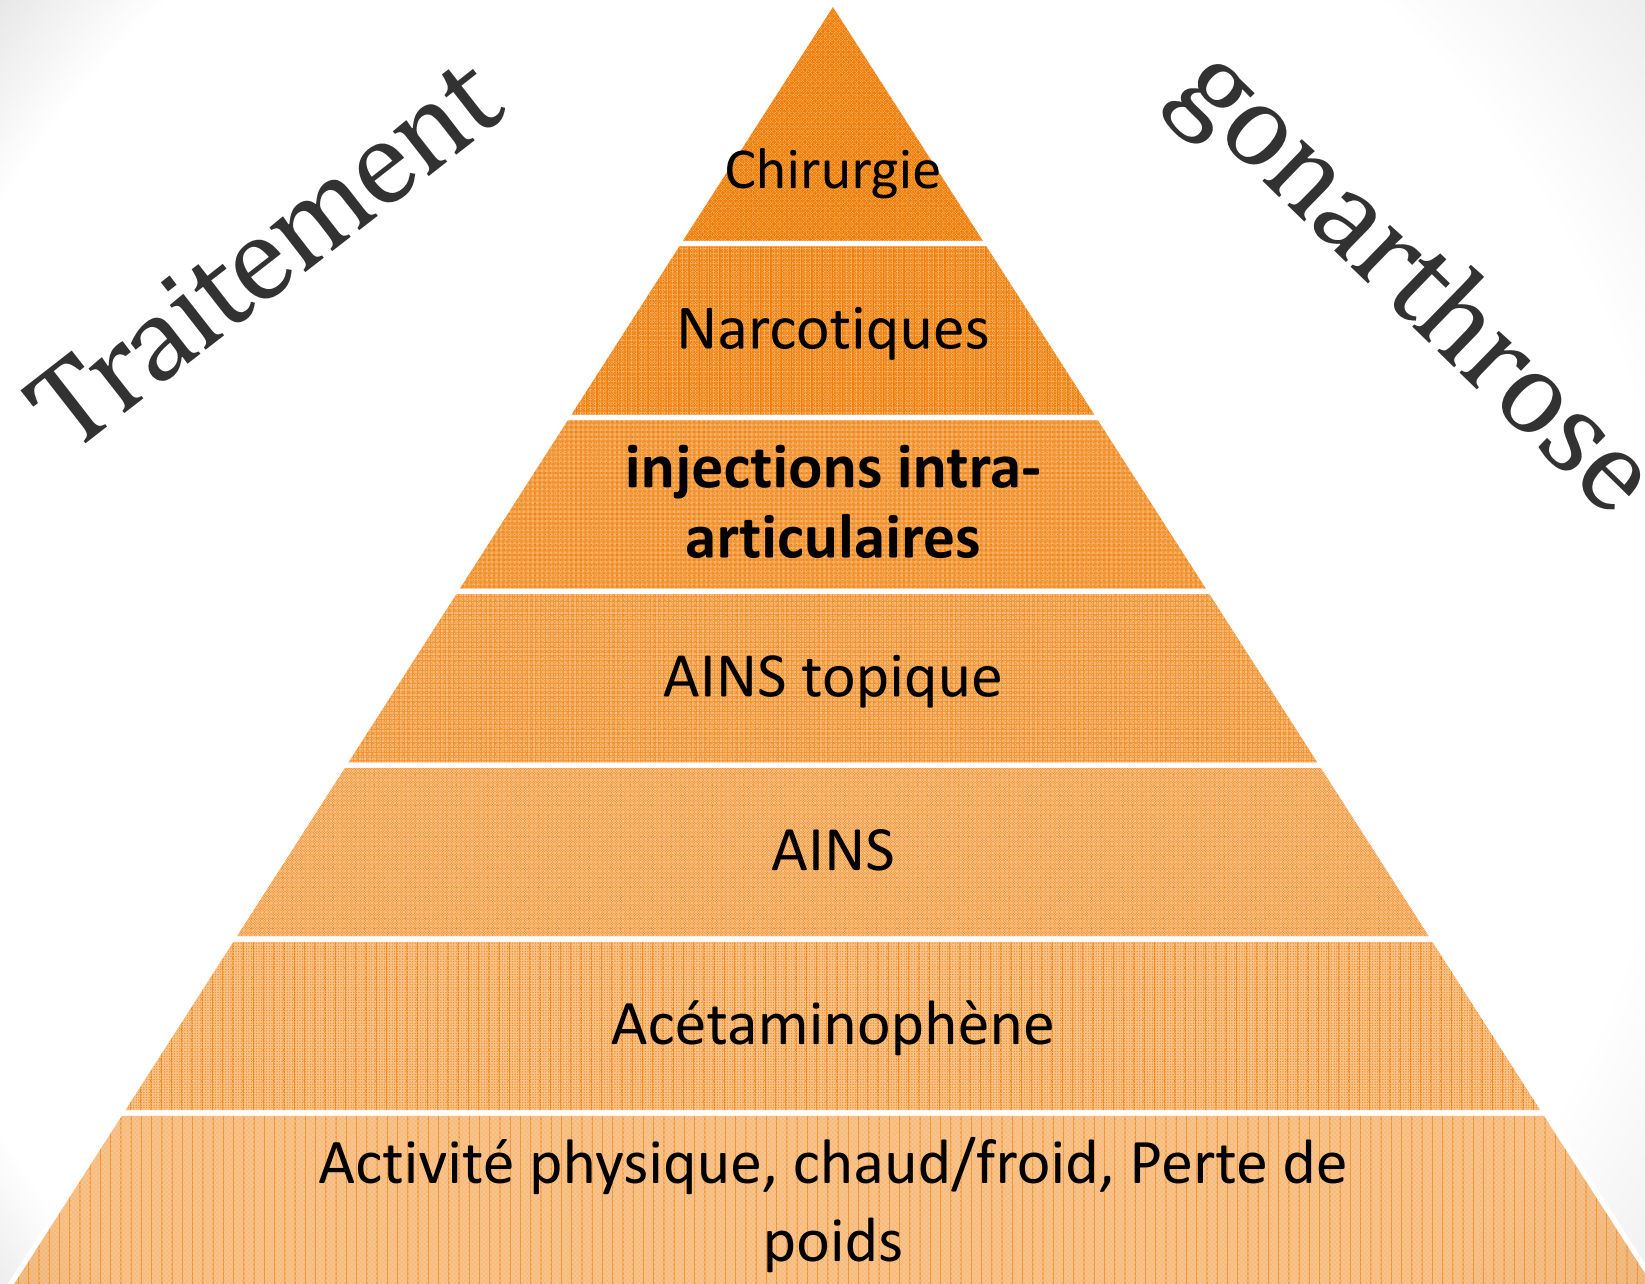 Traitement
gonarthrose
Chirurgie
Narcotiques
injections intra-
articulaires
AINS topique
AINS
Acétaminophène
Activité physique, chaud/froid, Perte de
poids